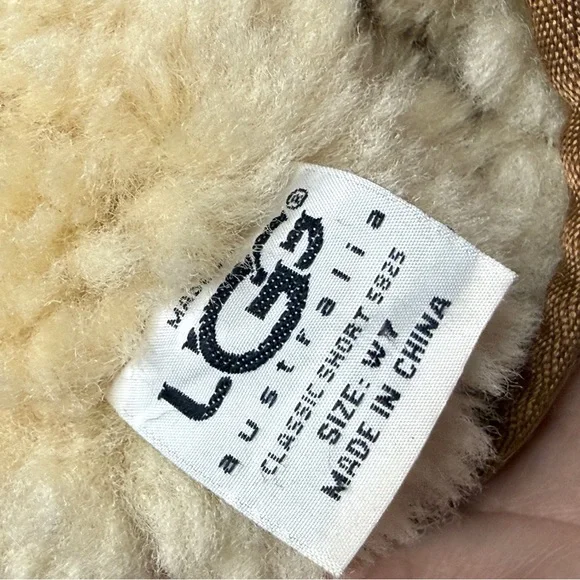 UGG®
australia
CLASSIC SHORT 5825
SIZE: W7
MADE IN CHINA